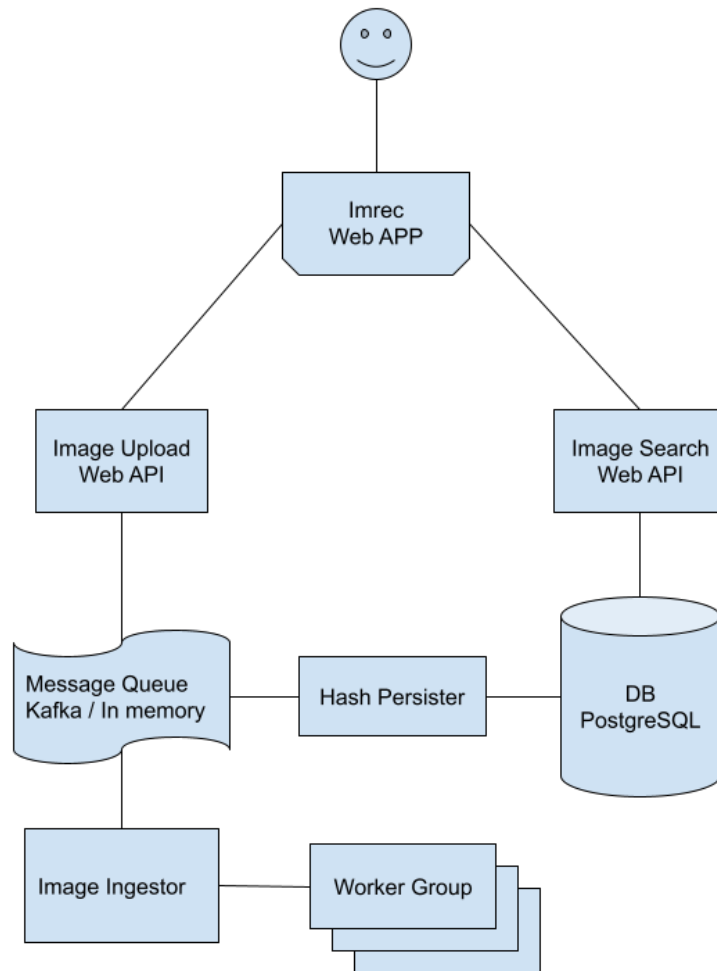 Imrec
Web APP
Image Upload
Web API
Image Search
Web API
Message Queue
Kafka / In memory
Hash Persister
DB
PostgreSQL
Image Ingestor
Worker Group